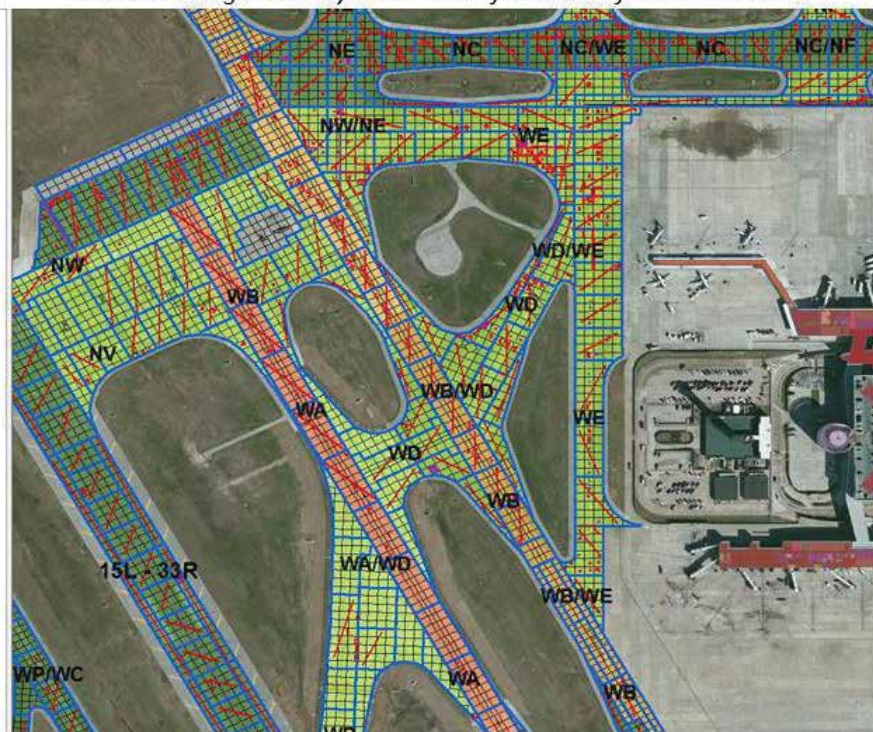 NE
NC
NC/WE
NC
NC/NF
NW/NE
WE
WD/WE
NW
WD
WB
NV
WB/WD
WA
WE
WD
WB
WA/WD
15L - 33R
WB/WE
WP/WC
WA
WB